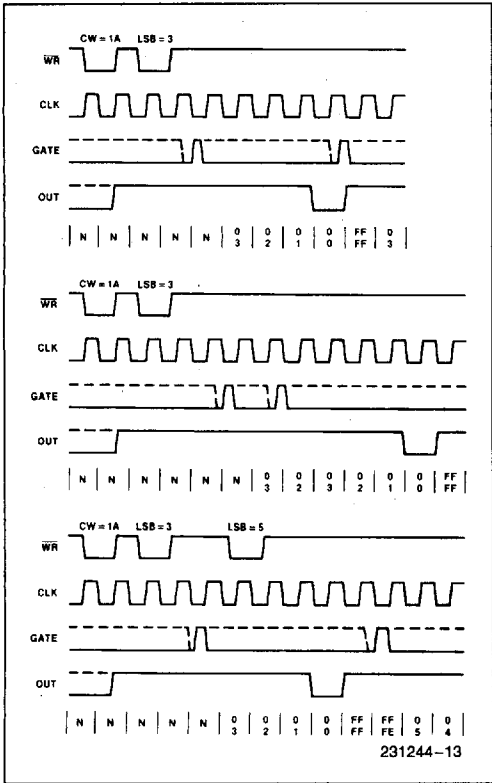 CW = 1A LSB = 3
WR
CLK
GATE
OUT
N N N N N 0 0 0 0 FF 0
3 2 1 0 FF 3
CW = 1A LSB = 3
WR
CLK
GATE
OUT
N N N N N N 0 0 0 0 0 0 FF
3 2 3 2 1 0 FF
CW = 1A LSB = 3 LSB = 5
WR
CLK
GATE
OUT
N N N N N 0 0 0 0 FF FF 0 0
3 2 1 0 FF FE 5 4
231244-13